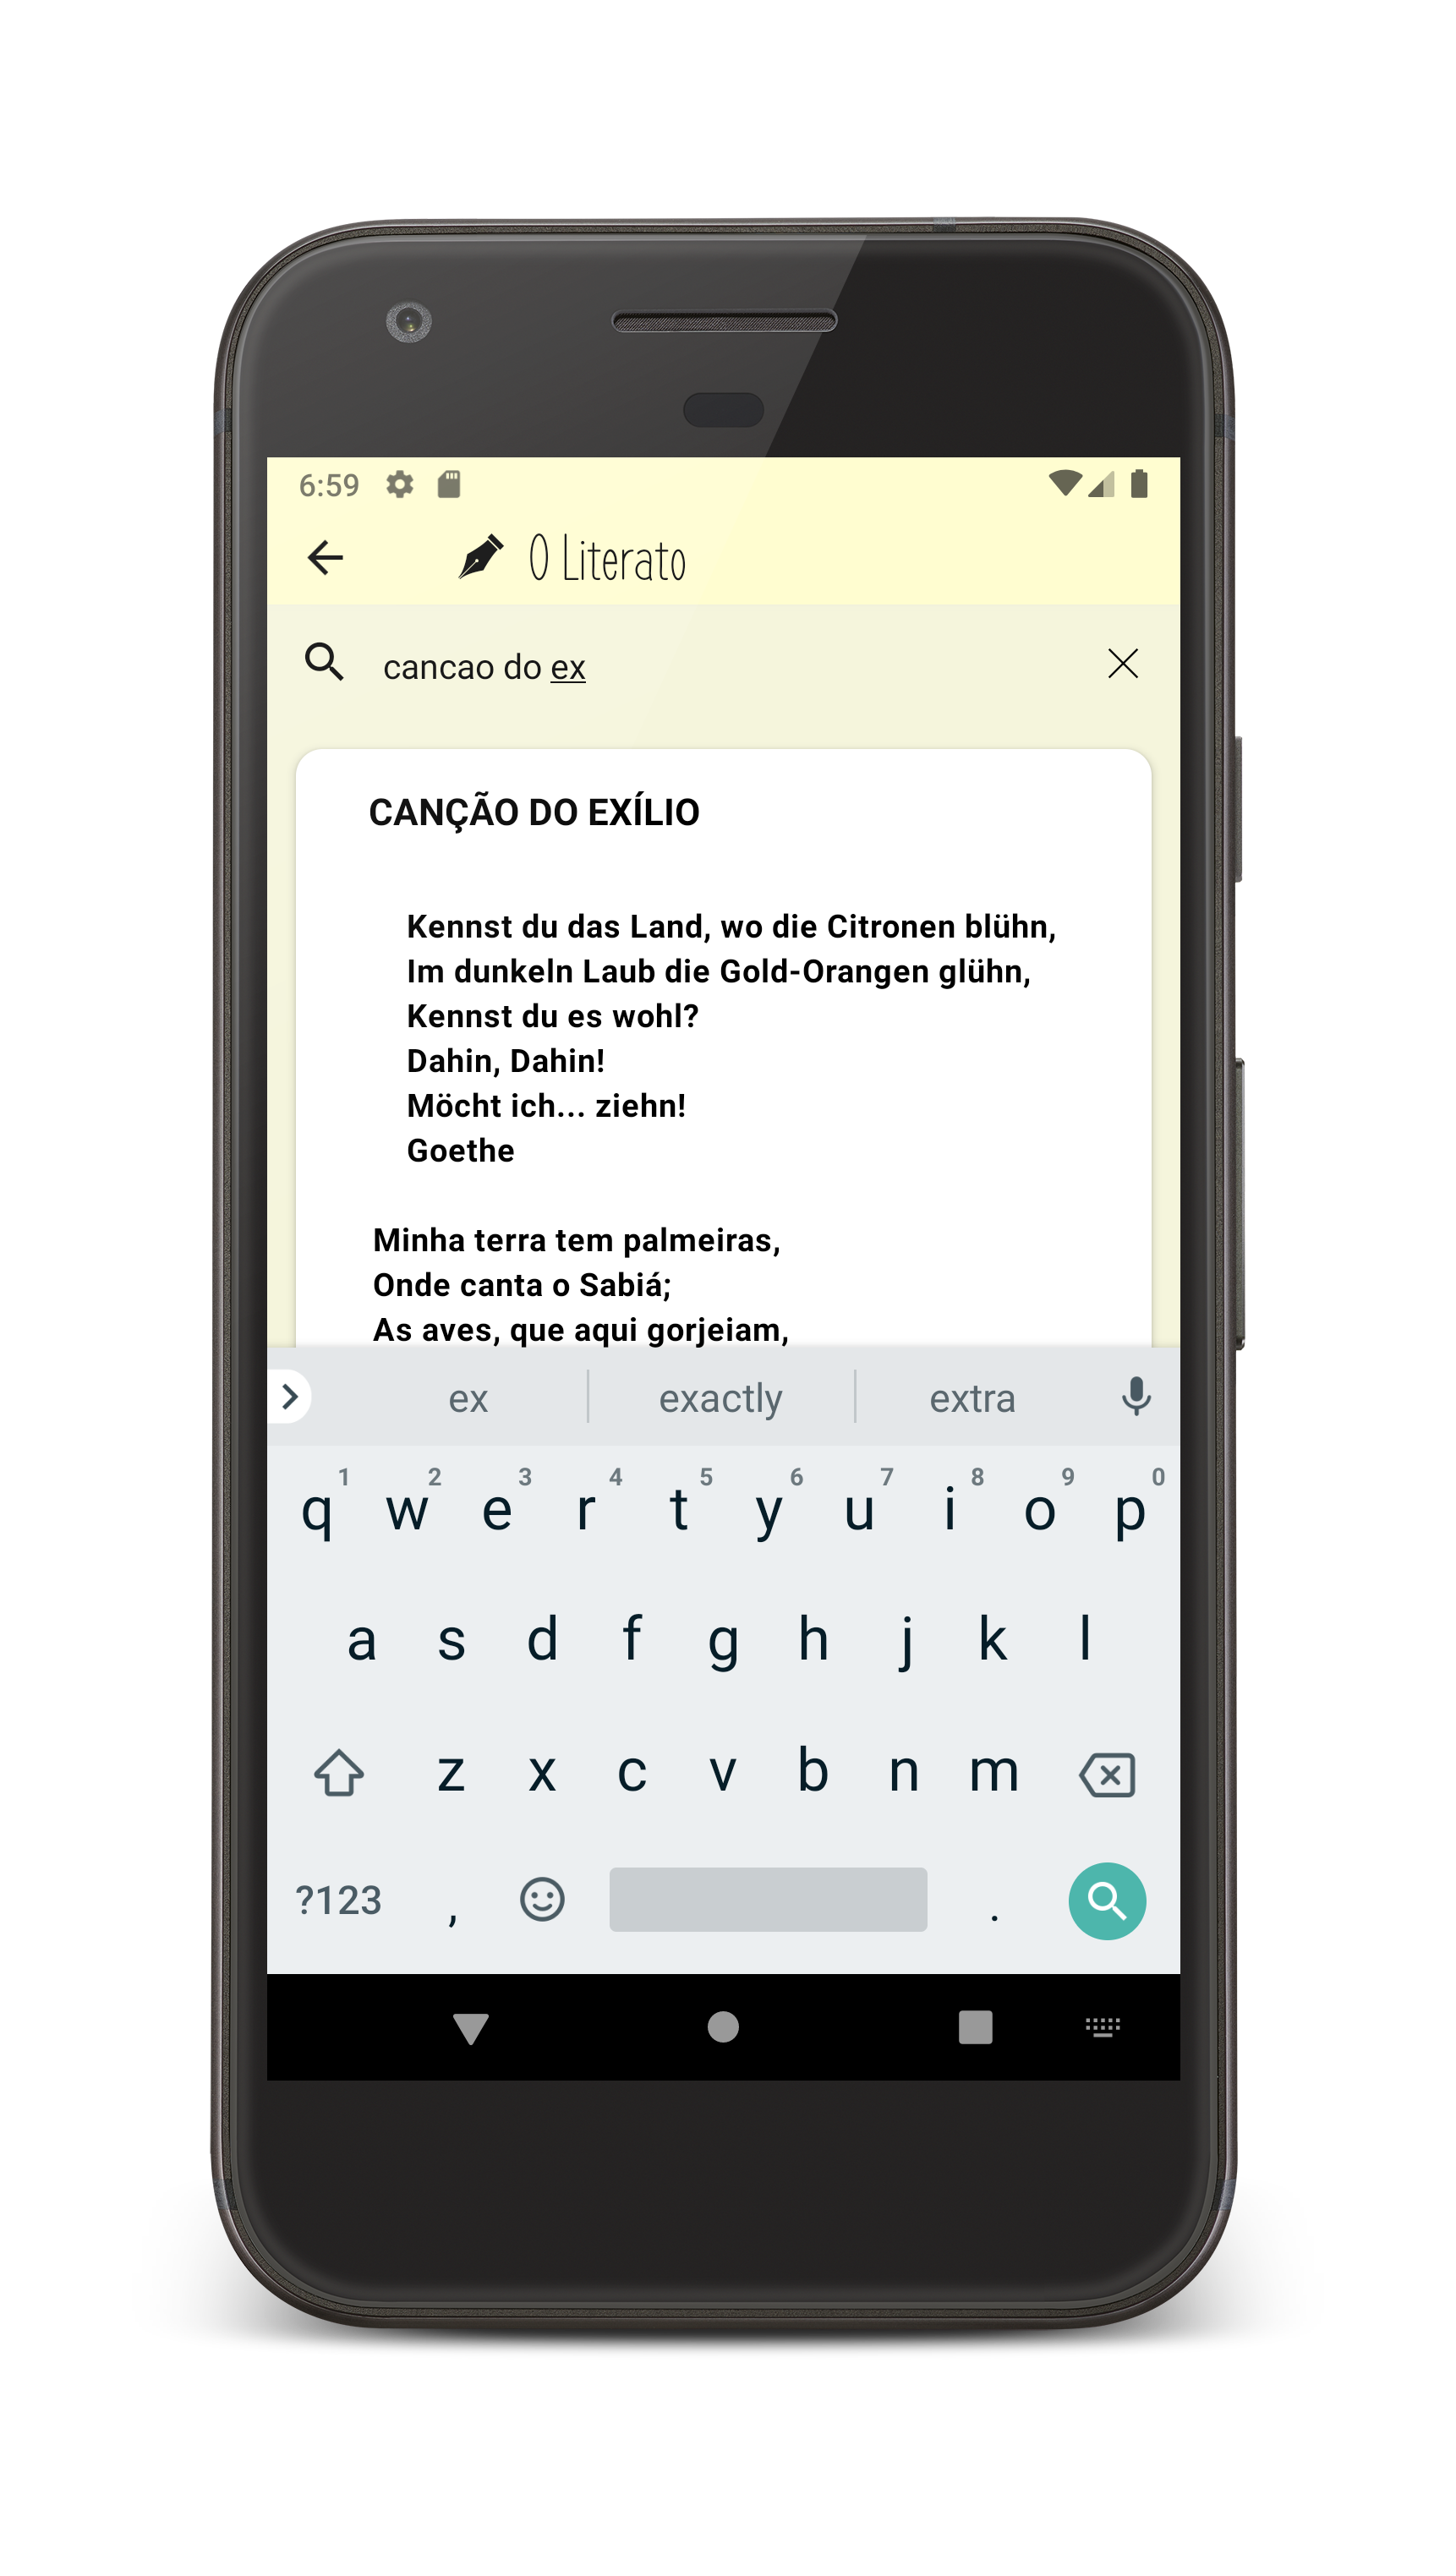 6:59
O Literato
cancao do ex
CANÇÃO DO EXÍLIO
Kennst du das Land, wo die Citronen blühn,
Im dunkeln Laub die Gold-Orangen glühn,
Kennst du es wohl?
Dahin, Dahin!
Möcht ich... ziehn!
Goethe
Minha terra tem palmeiras,
Onde canta o Sabiá;
As aves, que aqui gorjeiam,
ex exactly extra
1 2 3 4 5 6 7 8 9 0
q w e r t y u i o p
a s d f g h j k l
z x c v b n m
?123 , .